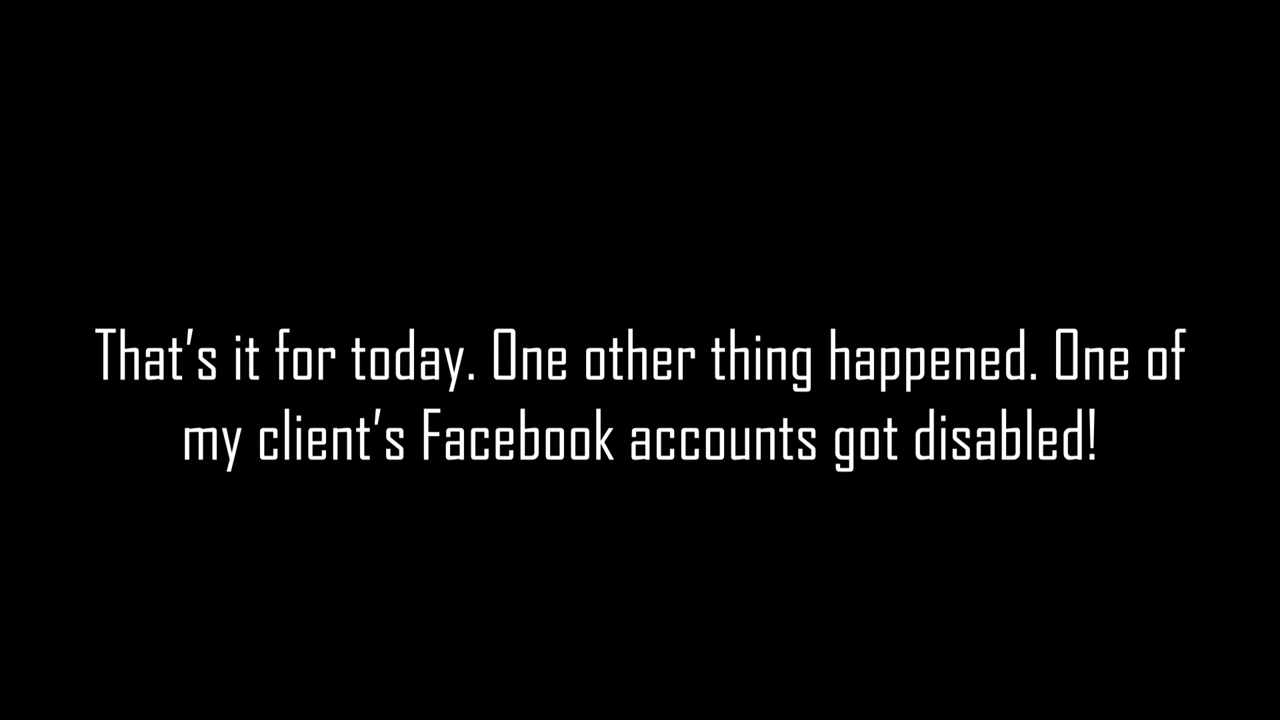 That's it for today. One other thing happened. One of
my client's Facebook accounts got disabled!